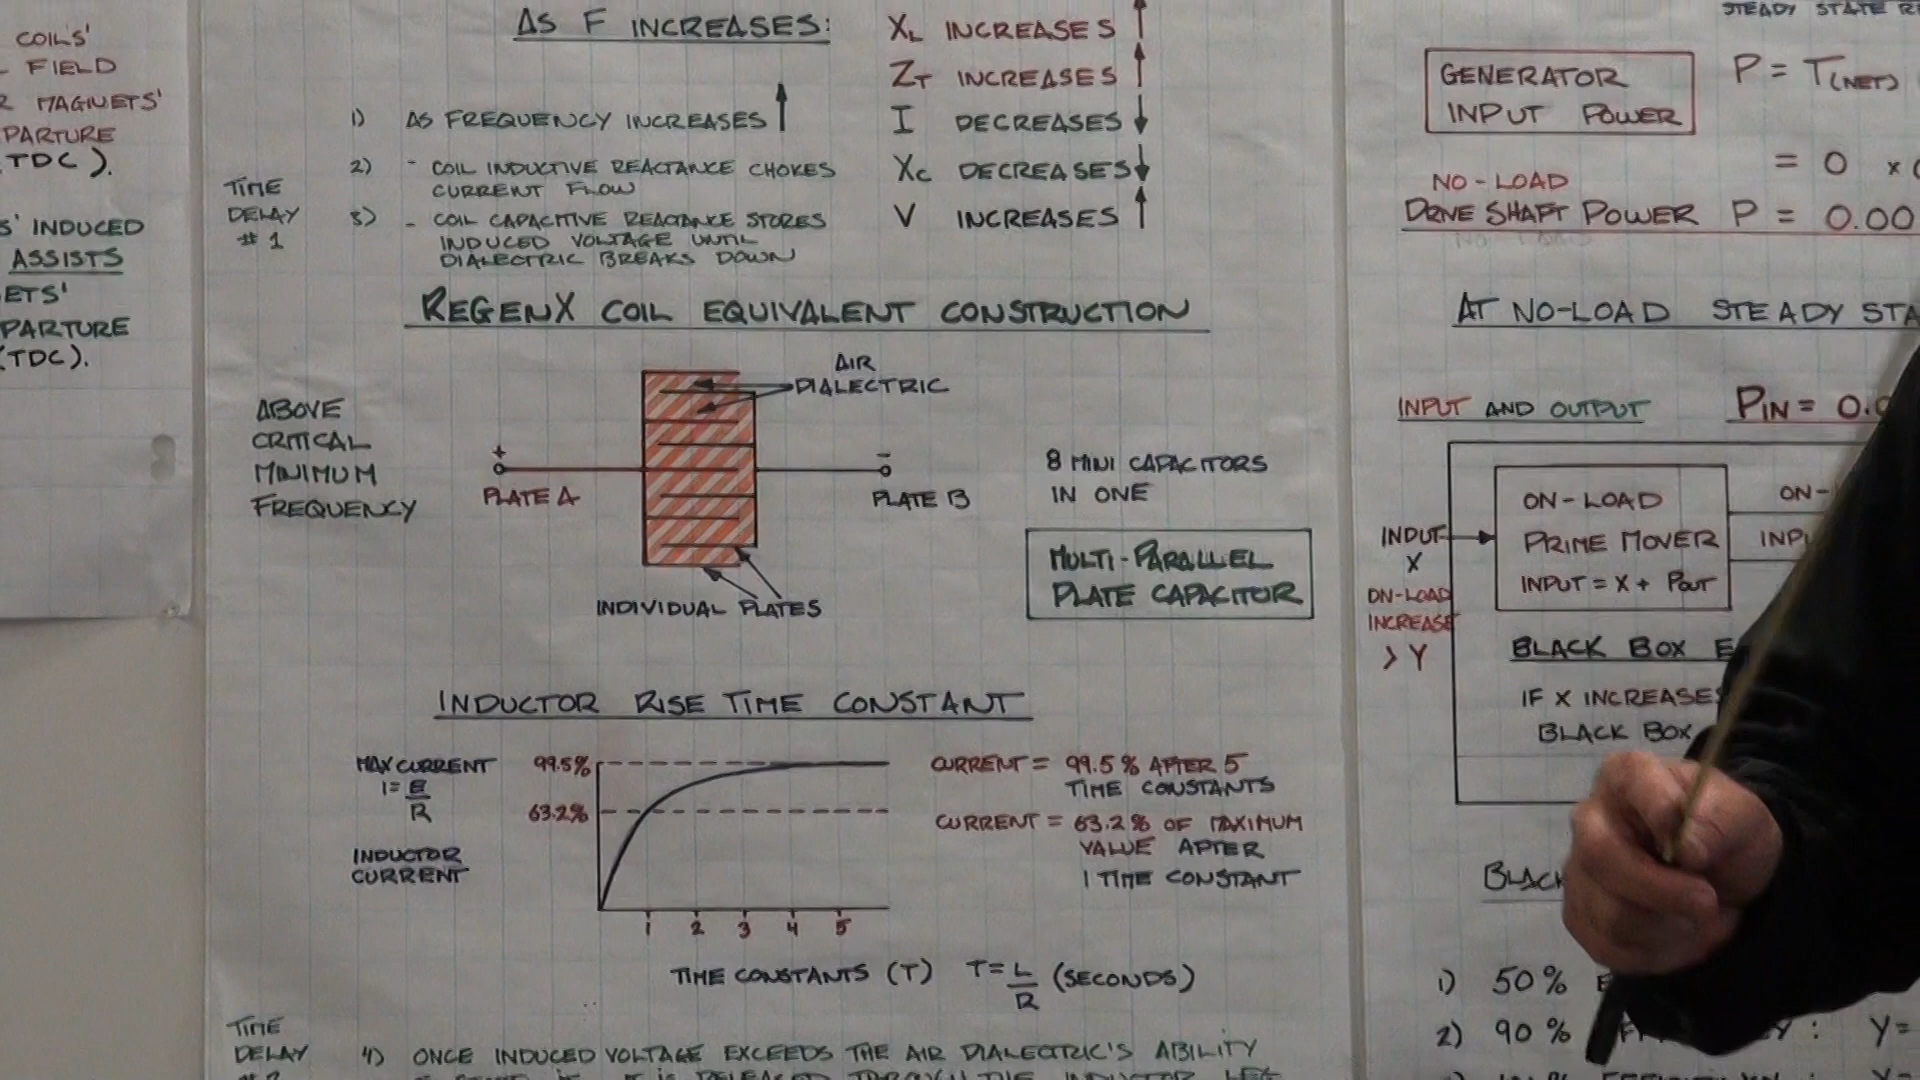 COILS'
FIELD
MAGNETS'
PARTURE
TDC).
INDUCED
ASSISTS
ETS'
PARTURE
(TDC).
AS F INCREASES:
XL INCREASES ↑
ZT INCREASES ↑
I DECREASES ↓
XC DECREASES ↓
V INCREASES ↑
TIME
DELAY
# 1
1) AS FREQUENCY INCREASES ↑
2) - COIL INDUCTIVE REACTANCE CHOKES
CURRENT FLOW
3) - COIL CAPACITIVE REACTANCE STORES
INDUCED VOLTAGE UNTIL
DIALECTRIC BREAKS DOWN
REGENX COIL EQUIVALENT CONSTRUCTION
ABOVE
CRITICAL
MINIMUM
FREQUENCY
AIR
DIALECTRIC
+
PLATE A
-
PLATE B
INDIVIDUAL PLATES
8 MINI CAPACITORS
IN ONE
MULTI-PARALLEL
PLATE CAPACITOR
INDUCTOR RISE TIME CONSTANT
MAX CURRENT
I = E
R
INDUCTOR
CURRENT
99.5%
63.2%
1 2 3 4 5
CURRENT = 99.5% AFTER 5
TIME CONSTANTS
CURRENT = 63.2% OF MAXIMUM
VALUE AFTER
1 TIME CONSTANT
TIME CONSTANTS (T) T = L (SECONDS)
R
TIME
DELAY
4) ONCE INDUCED VOLTAGE EXCEEDS THE AIR DIALECTRIC'S ABILITY
STEADY STATE
GENERATOR
INPUT POWER
P = T(NET)
= 0 x
NO-LOAD
DRIVE SHAFT POWER P = 0.00
AT NO-LOAD STEADY STA
INPUT AND OUTPUT PIN = 0.0
INPUT
X
ON-LOAD
INCREASE
> Y
ON-LOAD
PRIME MOVER
INPUT = X + POUT
ON-
INPU
BLACK BOX E
IF X INCREASES
BLACK BOX
BLACK
1) 50% E
2) 90% : Y =